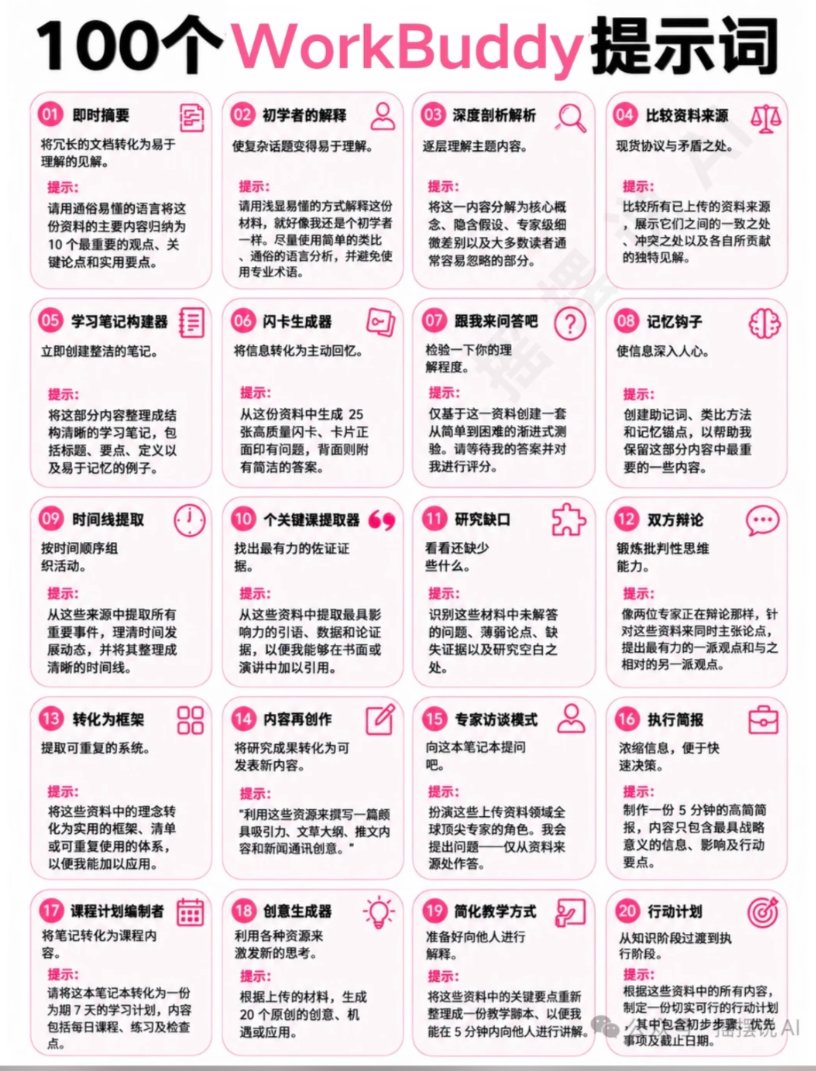 100个WorkBuddy提示词
01 即时摘要
将冗长的文档转化为易于
理解的见解。
提示：
请用通俗易懂的语言将这
份资料的主要内容归纳为
10 个最重要的观点、关
键论点和实用要点。
02 初学者的解释
使复杂话题变得易于理解。
提示：
请用浅显易懂的方式解释这份
材料，就好像我还是个初学者
一样。尽量使用简单的类比
、通俗的语言分析，并避免使
用专业术语。
03 深度剖析解析
逐层理解主题内容。
提示：
将这一内容分解为核心概
念、隐含假设、专家级细
微差别以及大多数读者通
常容易忽略的部分。
04 比较资料来源
现货协议与矛盾之处。
提示：
比较所有已上传的资料来源
，展示它们之间的一致之处
、冲突之处以及各自所贡献
的独特见解。
05 学习笔记构建器
立即创建整洁的笔记。
提示：
将这部分内容整理成结
构清晰的学习笔记，包
括标题、要点、定义以
及易于记忆的例子。
06 闪卡生成器
将信息转化为主动回忆。
提示：
从这份资料中生成 25
张高质量闪卡、卡片正
面印有问题，背面则附
有简洁的答案。
07 跟我来问答吧
检验一下你的理
解程度。
提示：
仅基于这一资料创建一套
从简单到困难的渐进式测
验。请等待我的答案并对
我进行评分。
08 记忆钩子
使信息深入人心。
提示：
创建助记词、类比方法
和记忆锚点，以帮助我
保留这部分内容中最重
要的一些内容。
09 时间线提取
按时间顺序组
织活动。
提示：
从这些来源中提取所有
重要事件，理清时间发
展动态，并将其整理成
清晰的时间线。
10 个关键课提取器
找出最有力的佐证证
据。
提示：
从这些资料中提取最具影
响力的引语、数据和论证
据，以便我能够在书面或
演讲中加以引用。
11 研究缺口
看看还缺少
些什么。
提示：
识别这些材料中未解答
的问题、薄弱论点、缺
失证据以及研究空白之
处。
12 双方辩论
锻炼批判性思维
能力。
提示：
像两位专家正在辩论那样，针
对这些资料来同时主张论点，
提出最有力的一派观点和与之
相对的另一派观点。
13 转化为框架
提取可重复的系统。
提示：
将这些资料中的理念转
化为实用的框架、清单
或可重复使用的体系，
以便我能加以应用。
14 内容再创作
将研究成果转化为可
发表新内容。
提示：
"利用这些资源来撰写一篇颇
具吸引力、文草大纲、推文内
容和新闻通讯创意。"
15 专家访谈模式
向这本笔记本提问
吧。
提示：
扮演这些上传资料领域全
球顶尖专家的角色。我会
提出问题——仅从资料来
源处作答。
16 执行简报
浓缩信息，便于快
速决策。
提示：
制作一份 5 分钟的高简简
报，内容只包含最具战略
意义的信息、影响及行动
要点。
17 课程计划编制者
将笔记转化为课程内
容。
提示：
请将这本笔记本转化为一份
为期 7 天的学习计划，内容
包括每日课程、练习及检查
点。
18 创意生成器
利用各种资源来
激发新的思考。
提示：
根据上传的材料，生成
20 个原创的创意、机
遇或应用。
19 简化教学方式
准备好向他人进行
解释。
提示：
将这些资料中的关键要点重新
整理成一份教学脚本、以便我
能在 5 分钟内向他人进行讲解。
20 行动计划
从知识阶段过渡到执
行阶段。
提示：
根据这些资料中的所有内容，
制定一份切实可行的行动计划
，其中包含初步步骤、优先
事项及截止日期。
摇摆说 AI